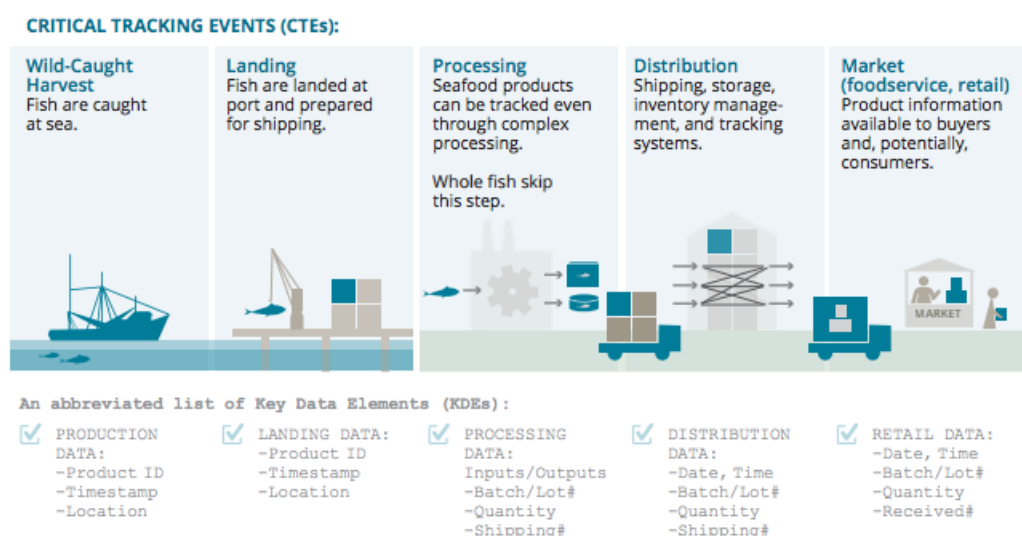 CRITICAL TRACKING EVENTS (CTEs):
Wild-Caught
Harvest
Fish are caught
at sea.
Landing
Fish are landed at
port and prepared
for shipping.
Processing
Seafood products
can be tracked even
through complex
processing.
Whole fish skip
this step.
Distribution
Shipping, storage,
inventory manage-
ment, and tracking
systems.
Market
(foodservice, retail)
Product information
available to buyers
and, potentially,
consumers.
MARKET
An abbreviated list of Key Data Elements (KDEs):
PRODUCTION
DATA:
-Product ID
-Timestamp
-Location
LANDING DATA:
-Product ID
-Timestamp
-Location
PROCESSING
DATA:
Inputs/Outputs
-Batch/Lot#
-Quantity
-Shipping#
DISTRIBUTION
DATA:
-Date, Time
-Batch/Lot#
-Quantity
-Shipping#
RETAIL DATA:
-Date, Time
-Batch/Lot#
-Quantity
-Received#